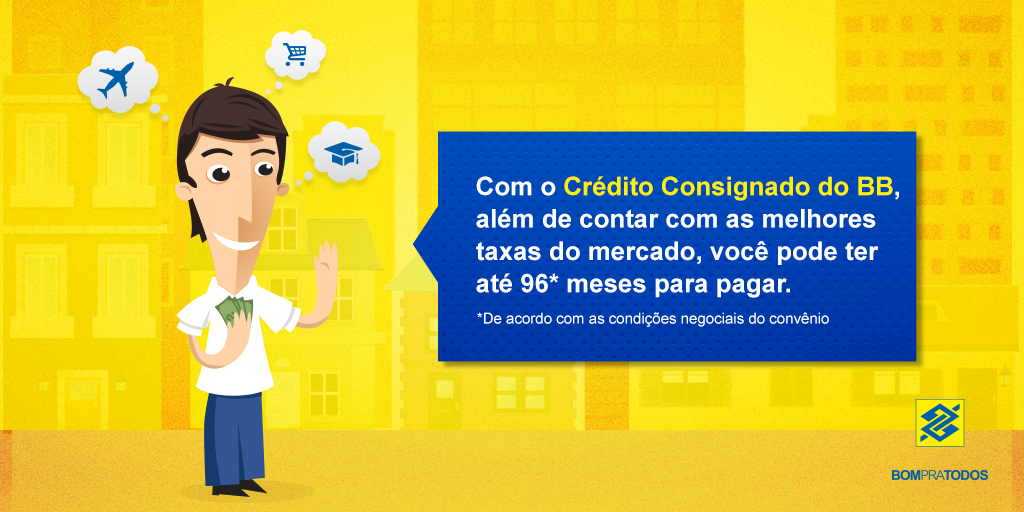 Com o Crédito Consignado do BB,
além de contar com as melhores
taxas do mercado, você pode ter
até 96* meses para pagar.
*De acordo com as condições negociais do convênio
BOMPRATODOS